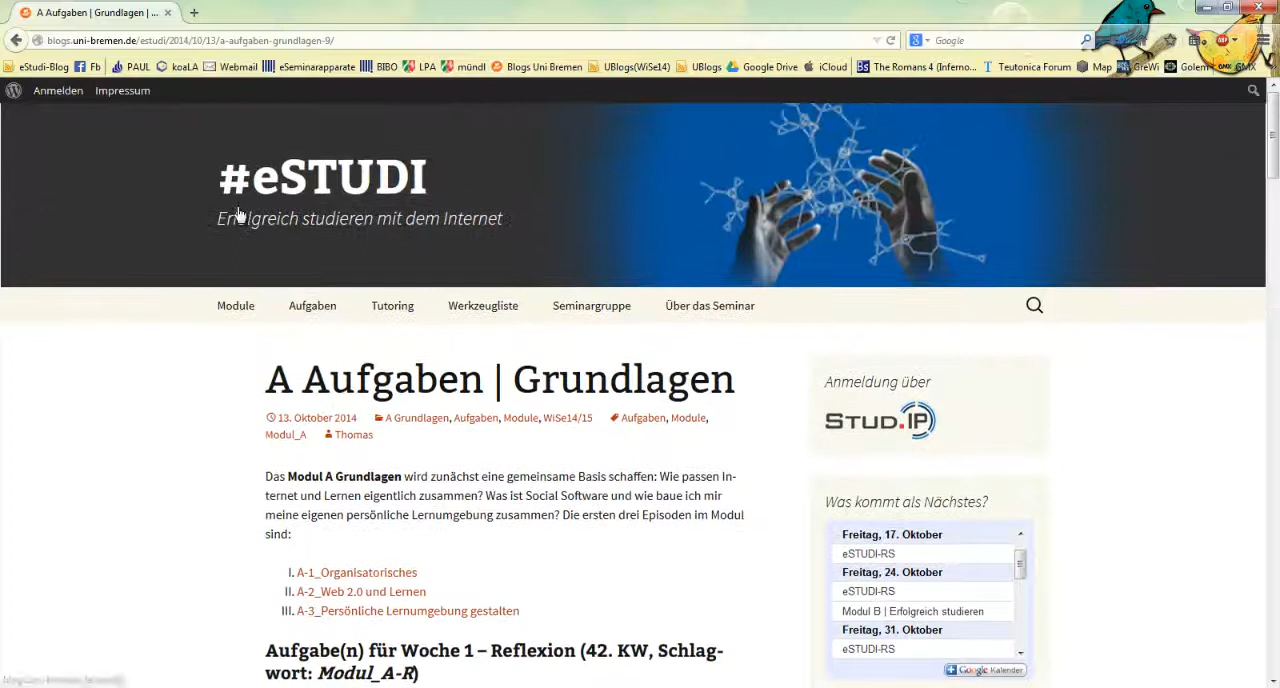 A Aufgaben | Grundlagen | ...
blogs.uni-bremen.de/estudi/2014/10/13/a-aufgaben-grundlagen-9/
Google
eStudi-Blog Fb PAUL koaLA Webmail eSeminarapparate BIBO LPA mündl Blogs Uni Bremen UBlogs(WiSe14) UBlogs Google Drive iCloud The Romans 4 (Inferno... Teutonica Forum Map GreWi Golem GMX
Anmelden Impressum
#eSTUDI
Erfolgreich studieren mit dem Internet
Module Aufgaben Tutoring Werkzeugliste Seminargruppe Über das Seminar
A Aufgaben | Grundlagen
13. Oktober 2014 A Grundlagen, Aufgaben, Module, WiSe14/15 Aufgaben, Module,
Modul_A Thomas
Das Modul A Grundlagen wird zunächst eine gemeinsame Basis schaffen: Wie passen In-
ternet und Lernen eigentlich zusammen? Was ist Social Software und wie baue ich mir
meine eigenen persönliche Lernumgebung zusammen? Die ersten drei Episoden im Modul
sind:
I. A-1_Organisatorisches
II. A-2_Web 2.0 und Lernen
III. A-3_Persönliche Lernumgebung gestalten
Aufgabe(n) für Woche 1 – Reflexion (42. KW, Schlag-
wort: Modul_A-R)
Anmeldung über
STUD.IP
Was kommt als Nächstes?
Freitag, 17. Oktober
eSTUDI-RS
Freitag, 24. Oktober
eSTUDI-RS
Modul B | Erfolgreich studieren
Freitag, 31. Oktober
eSTUDI-RS
Google Kalender